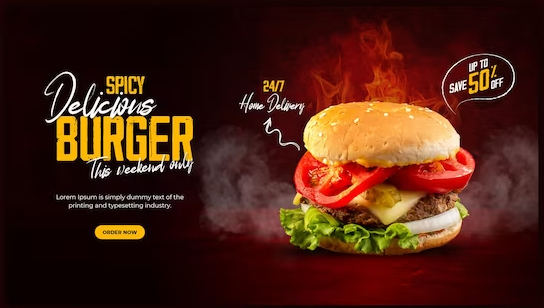 SPICY
Delicious
BURGER
This weekend only
Lorem Ipsum is simply dummy text of the
printing and typesetting industry.
ORDER NOW
24/7
Home Delivery
UP TO
SAVE 50% OFF